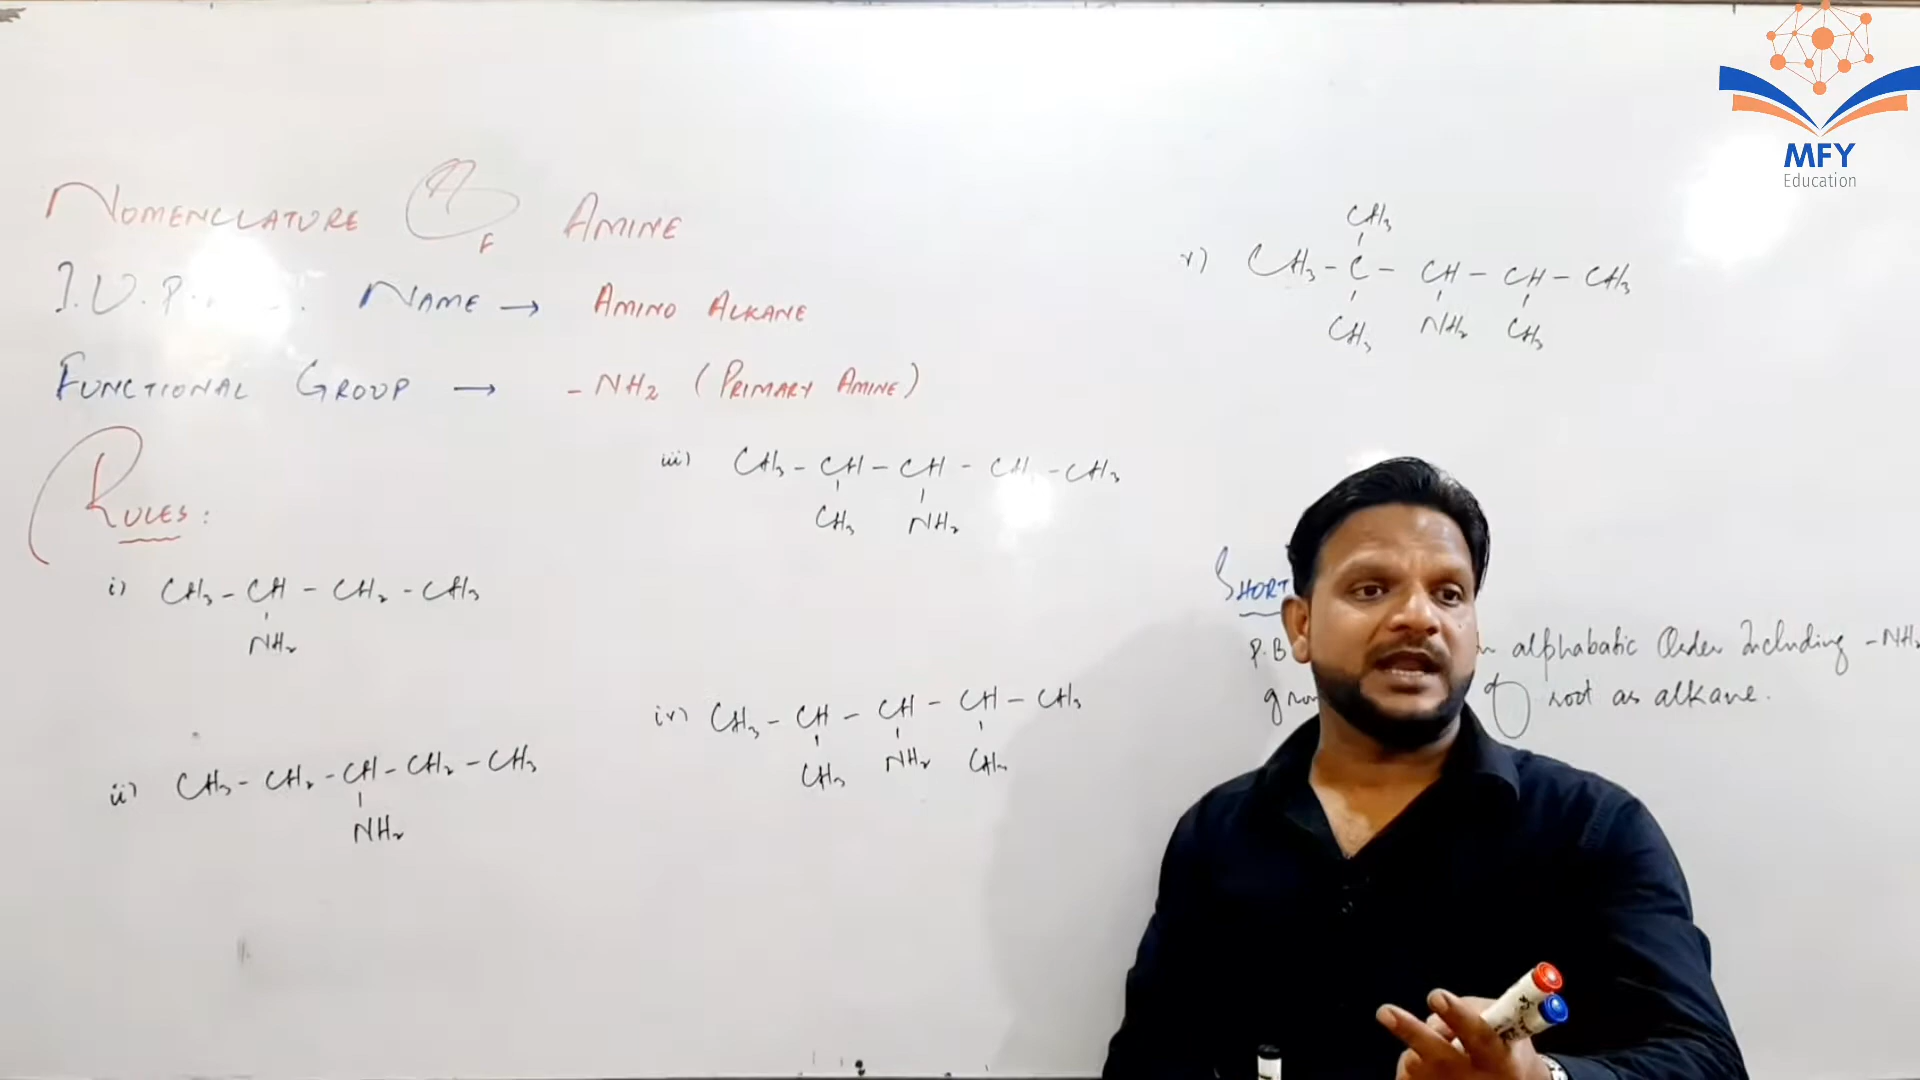 MFY
Education
NOMENCLATURE OF AMINE
I.U.P. NAME → AMINO ALKANE
FUNCTIONAL GROUP → -NH2 (PRIMARY AMINE)
RULES:
i) CH3 - CH - CH2 - CH3
NH2
ii) CH3 - CH2 - CH - CH2 - CH3
NH2
iii) CH3 - CH - CH - CH - CH3
CH3 NH2
iv) CH3 - CH - CH - CH - CH3
CH3 NH2 CH3
CH3
v) CH3 - C - CH - CH - CH3
CH3 NH2 CH3
SHORT
P.B alphabatic Order Including -NH2
of root as alkane.